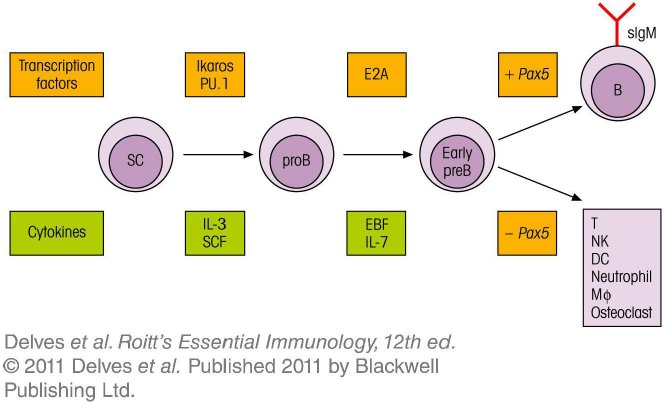 sIgM
Transcription
factors
Ikaros
PU.1
E2A
+ Pax5
B
SC
proB
Early
preB
Cytokines
IL-3
SCF
EBF
IL-7
– Pax5
T
NK
DC
Neutrophil
Mϕ
Osteoclast
Delves et al. Roitt's Essential Immunology, 12th ed.
© 2011 Delves et al. Published 2011 by Blackwell
Publishing Ltd.